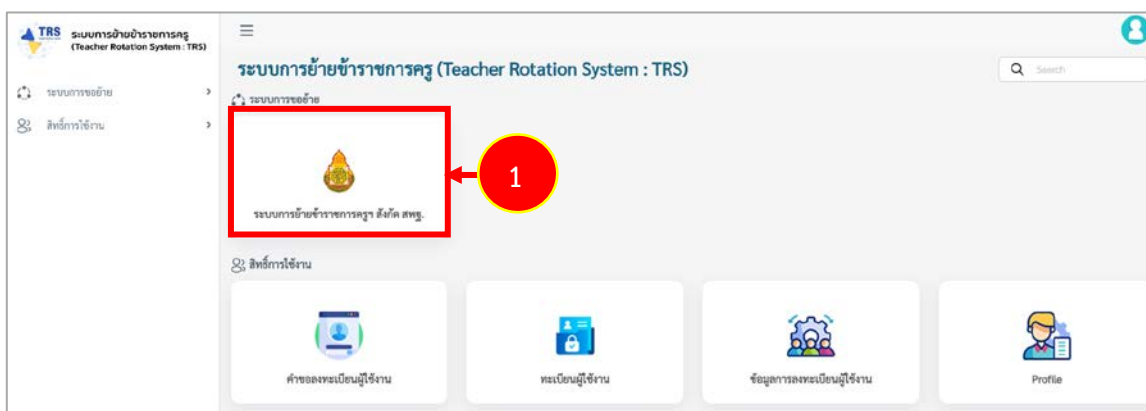 TRS ระบบการย้ายข้าราชการครู
(Teacher Rotation System : TRS)
ระบบการย้ายข้าราชการครู (Teacher Rotation System : TRS)
Search
ระบบการขอย้าย
สิทธิ์การใช้งาน
ระบบการขอย้าย
1
ระบบการย้ายข้าราชการครูฯ สังกัด สพฐ.
สิทธิ์การใช้งาน
คำขอลงทะเบียนผู้ใช้งาน
ทะเบียนผู้ใช้งาน
ข้อมูลการลงทะเบียนผู้ใช้งาน
Profile